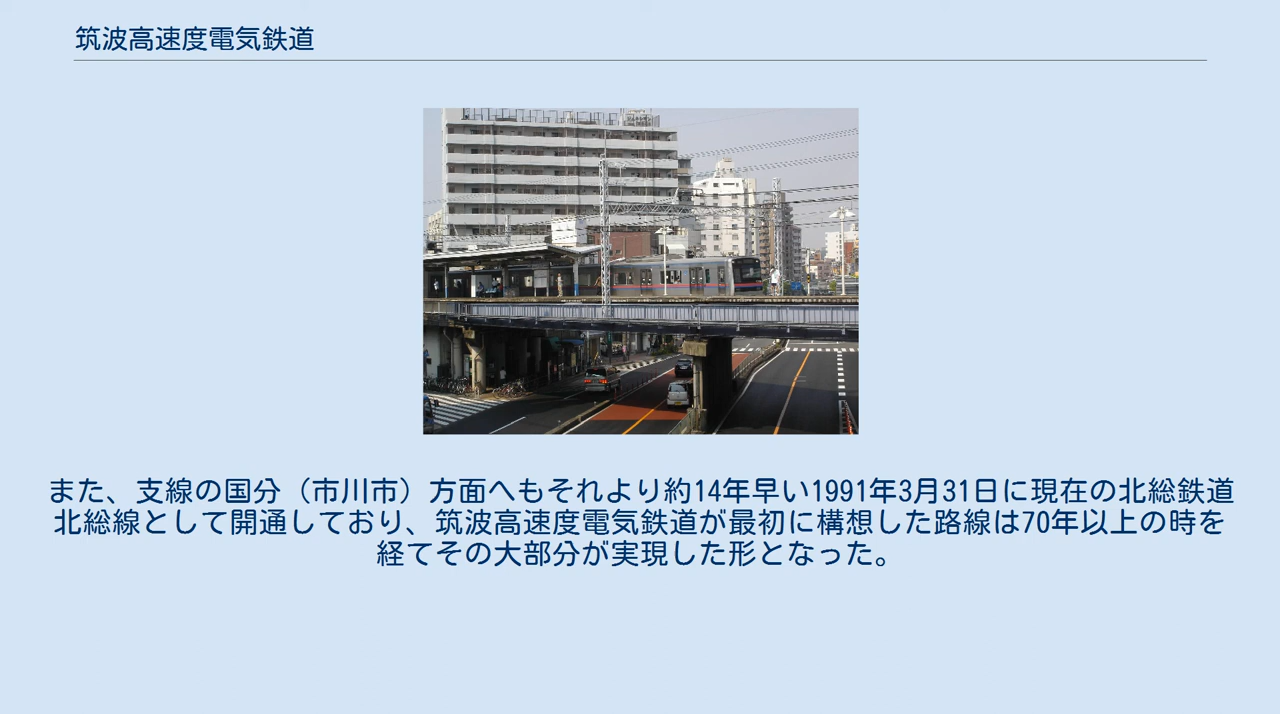 筑波高速度電気鉄道
また、支線の国分（市川市）方面へもそれより約14年早い1991年3月31日に現在の北総鉄道
北総線として開通しており、筑波高速度電気鉄道が最初に構想した路線は70年以上の時を
経てその大部分が実現した形となった。